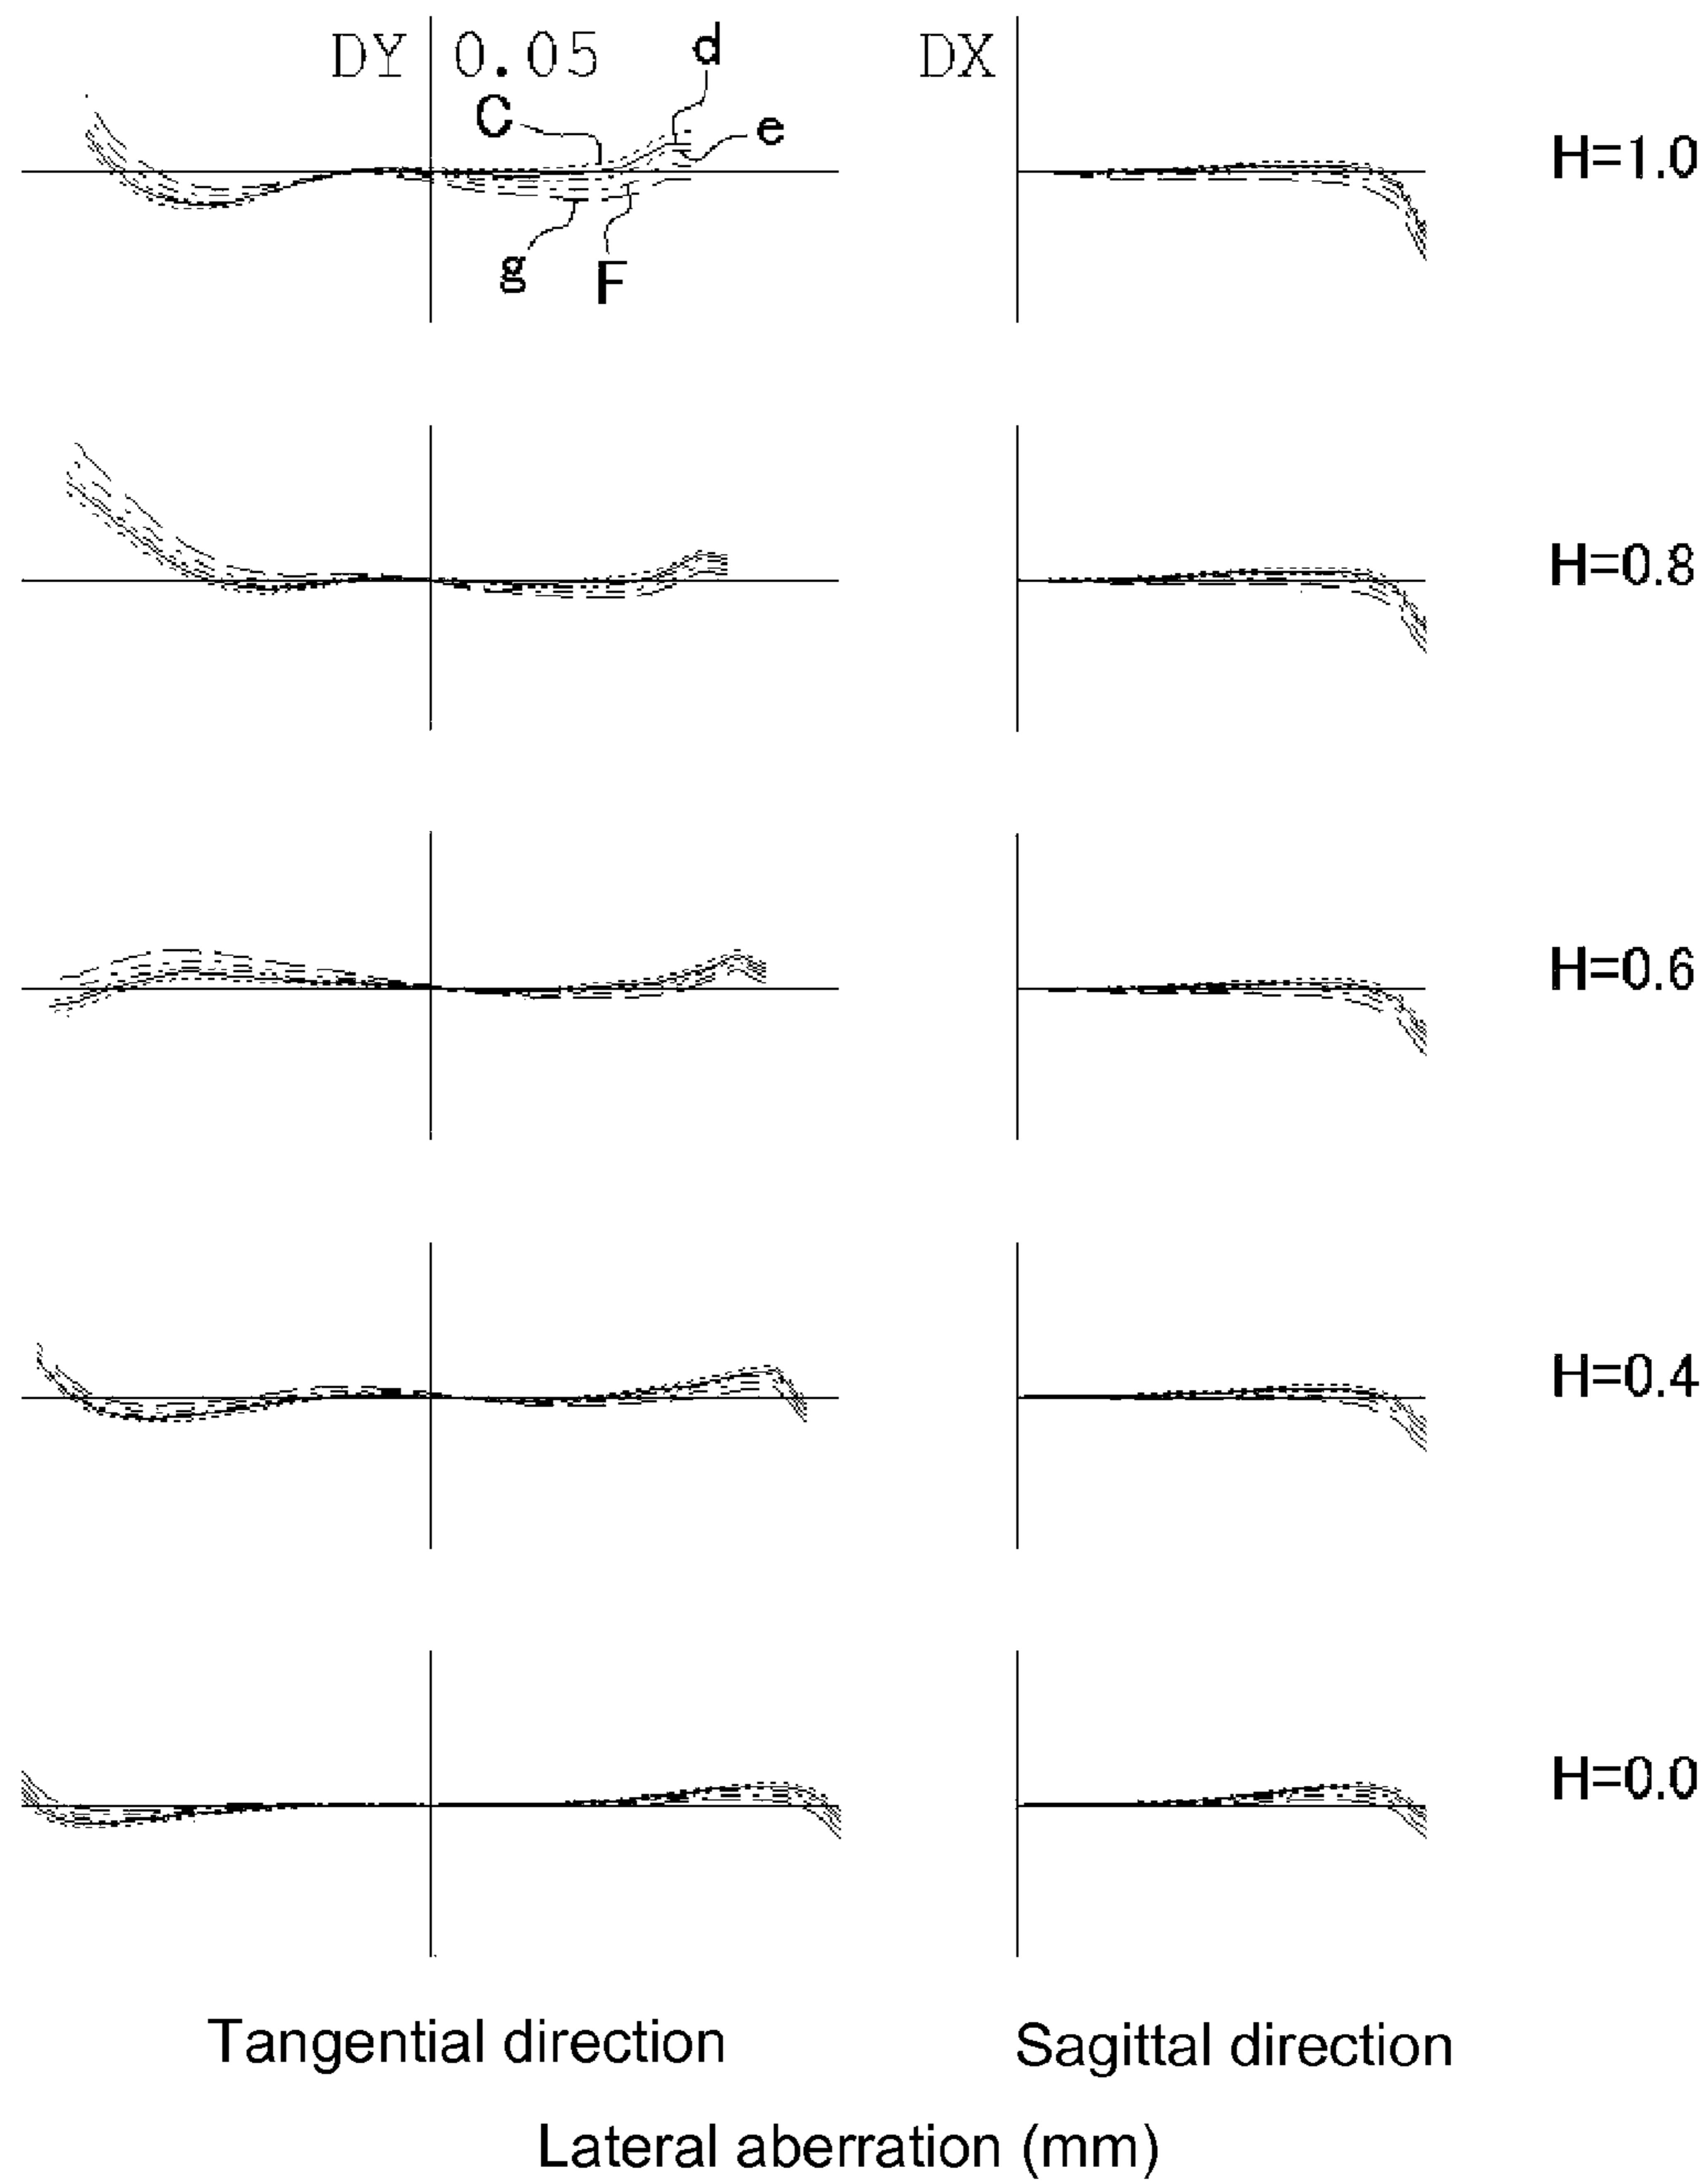 DY 0.05 d DX
C e H=1.0
g F
H=0.8
H=0.6
H=0.4
H=0.0
Tangential direction Sagittal direction
Lateral aberration (mm)